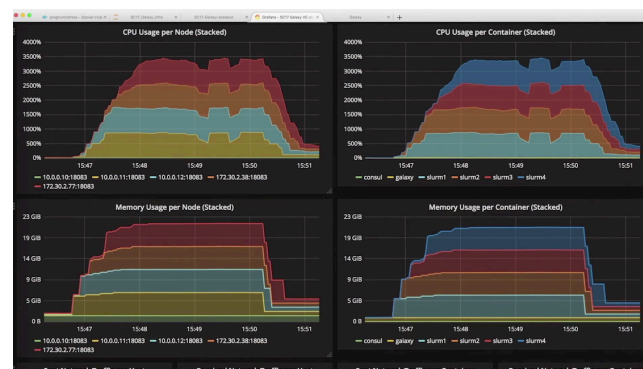 CPU Usage per Node (Stacked)
4000%
3500%
3000%
2500%
2000%
1500%
1000%
500%
0%
15:47 15:48 15:49 15:50 15:51
10.0.0.10:18083 10.0.0.11:18083 10.0.0.12:18083 172.30.2.38:18083
172.30.2.77:18083
CPU Usage per Container (Stacked)
4000%
3500%
3000%
2500%
2000%
1500%
1000%
500%
0%
15:47 15:48 15:49 15:50 15:51
consul galaxy slurm1 slurm2 slurm3 slurm4
Memory Usage per Node (Stacked)
23 GiB
19 GiB
14 GiB
9 GiB
5 GiB
0 B
15:47 15:48 15:49 15:50 15:51
10.0.0.10:18083 10.0.0.11:18083 10.0.0.12:18083 172.30.2.38:18083
172.30.2.77:18083
Memory Usage per Container (Stacked)
23 GiB
19 GiB
14 GiB
9 GiB
5 GiB
0 B
15:47 15:48 15:49 15:50 15:51
consul galaxy slurm1 slurm2 slurm3 slurm4